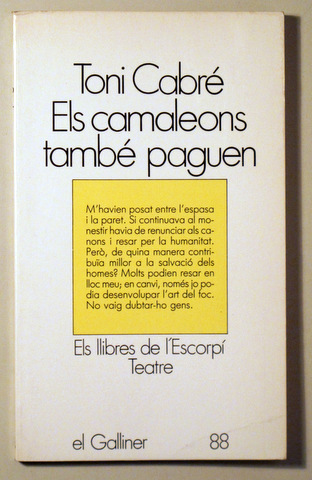 Toni Cabré
Els camaleons
també paguen
M'havien posat entre l'espasa
i la paret. Si continuava al mo-
nestir havia de renunciar als ca-
nons i resar per la humanitat.
Però, de quina manera contri-
buïa millor a la salvació dels
homes? Molts podien resar en
lloc meu; en canvi, només jo po-
dia desenvolupar l'art del foc.
No vaig dubtar-ho gens.
Els llibres de l'Escorpí
Teatre
el Galliner 88